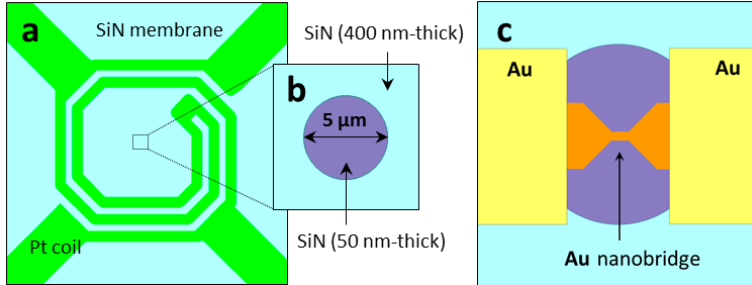 a
SiN membrane
Pt coil
SiN (400 nm-thick)
b
5 µm
SiN (50 nm-thick)
c
Au
Au
Au nanobridge